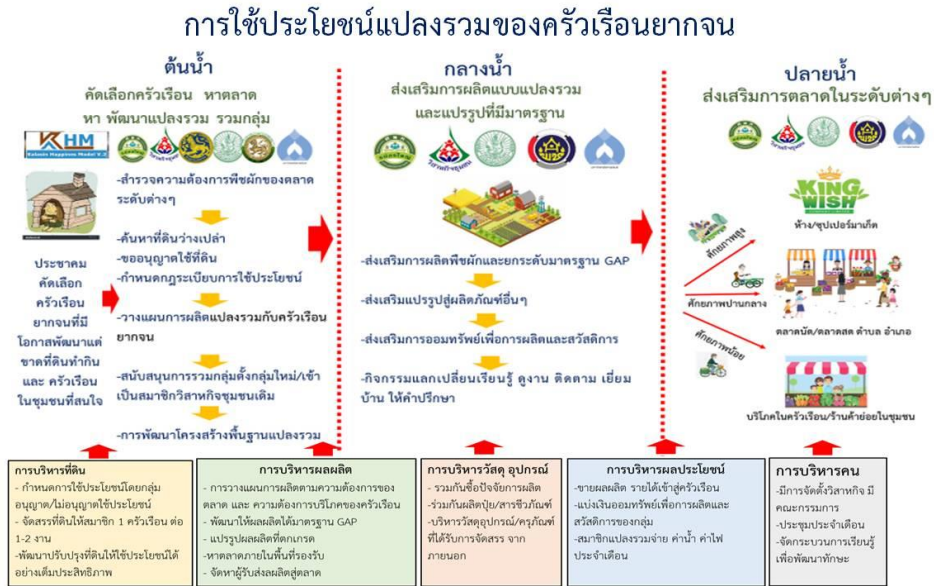 การใช้ประโยชน์แปลงรวมของครัวเรือนยากจน
ต้นน้ำ
คัดเลือกครัวเรือน หาตลาด
หา พัฒนาแปลงรวม รวมกลุ่ม
KHM
Kalasin Happiness Model V.2
ประชาคม
คัดเลือก
ครัวเรือน
ยากจนที่มี
โอกาสพัฒนาแต่
ขาดที่ดินทำกิน
และ ครัวเรือน
ในชุมชนที่สนใจ
-สำรวจความต้องการพืชผักของตลาด
ระดับต่างๆ
-ค้นหาที่ดินว่างเปล่า
-ขออนุญาตใช้ที่ดิน
-กำหนดกฎระเบียบการใช้ประโยชน์
-วางแผนการผลิตแปลงรวมกับครัวเรือน
ยากจน
-สนับสนุนการรวมกลุ่มตั้งกลุ่มใหม่/เข้า
เป็นสมาชิกวิสาหกิจชุมชนเดิม
-การพัฒนาโครงสร้างพื้นฐานแปลงรวม
กลางน้ำ
ส่งเสริมการผลิตแบบแปลงรวม
และแปรรูปที่มีมาตรฐาน
-ส่งเสริมการผลิตพืชผักและยกระดับมาตรฐาน GAP
-ส่งเสริมแปรรูปสู่ผลิตภัณฑ์อื่นๆ
-ส่งเสริมการออมทรัพย์เพื่อการผลิตและสวัสดิการ
-กิจกรรมแลกเปลี่ยนเรียนรู้ ดูงาน ติดตาม เยี่ยม
บ้าน ให้คำปรึกษา
ปลายน้ำ
ส่งเสริมการตลาดในระดับต่างๆ
KING
WISH
ห้าง/ซุปเปอร์มาเก็ต
ศักยภาพสูง
ศักยภาพปานกลาง
ตลาดนัด/ตลาดสด ตำบล อำเภอ
ศักยภาพน้อย
บริโภคในครัวเรือน/ร้านค้าย่อยในชุมชน
การบริหารที่ดิน
- กำหนดการใช้ประโยชน์โดยกลุ่ม
อนุญาต/ไม่อนุญาตใช้ประโยชน์
- จัดสรรที่ดินให้สมาชิก 1 ครัวเรือน ต่อ
1-2 งาน
-พัฒนาปรับปรุงที่ดินให้ใช้ประโยชน์ได้
อย่างเต็มประสิทธิภาพ
การบริหารผลผลิต
- การวางแผนการผลิตตามความต้องการของ
ตลาด และ ความต้องการบริโภคของครัวเรือน
- พัฒนาให้ผลผลิตได้มาตรฐาน GAP
- แปรรูปผลผลิตที่ตกเกรด
-หาตลาดภายในพื้นที่รองรับ
- จัดหาผู้รับส่งผลผลิตสู่ตลาด
การบริหารวัสดุ อุปกรณ์
- รวมกันซื้อปัจจัยการผลิต
-ร่วมกันผลิตปุ๋ย/สารชีวภัณฑ์
- บริหารวัสดุอุปกรณ์/ครุภัณฑ์
ที่ได้รับการจัดสรร จาก
ภายนอก
การบริหารผลประโยชน์
-ขายผลผลิต รายได้เข้าสู่ครัวเรือน
-แบ่งเงินออมทรัพย์เพื่อการผลิตและ
สวัสดิการของกลุ่ม
-สมาชิกแปลงรวมจ่าย ค่าน้ำ ค่าไฟ
ประจำเดือน
การบริหารคน
-มีการจัดตั้งวิสาหกิจ มี
คณะกรรมการ
-ประชุมประจำเดือน
-จัดกระบวนการเรียนรู้
เพื่อพัฒนาทักษะ